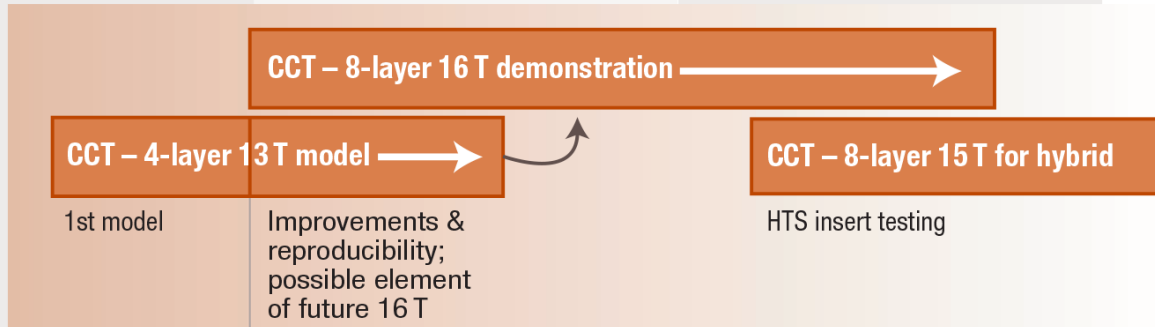 CCT – 8-layer 16 T demonstration
CCT – 4-layer 13 T model
CCT – 8-layer 15 T for hybrid
1st model
Improvements &
reproducibility;
possible element
of future 16 T
HTS insert testing